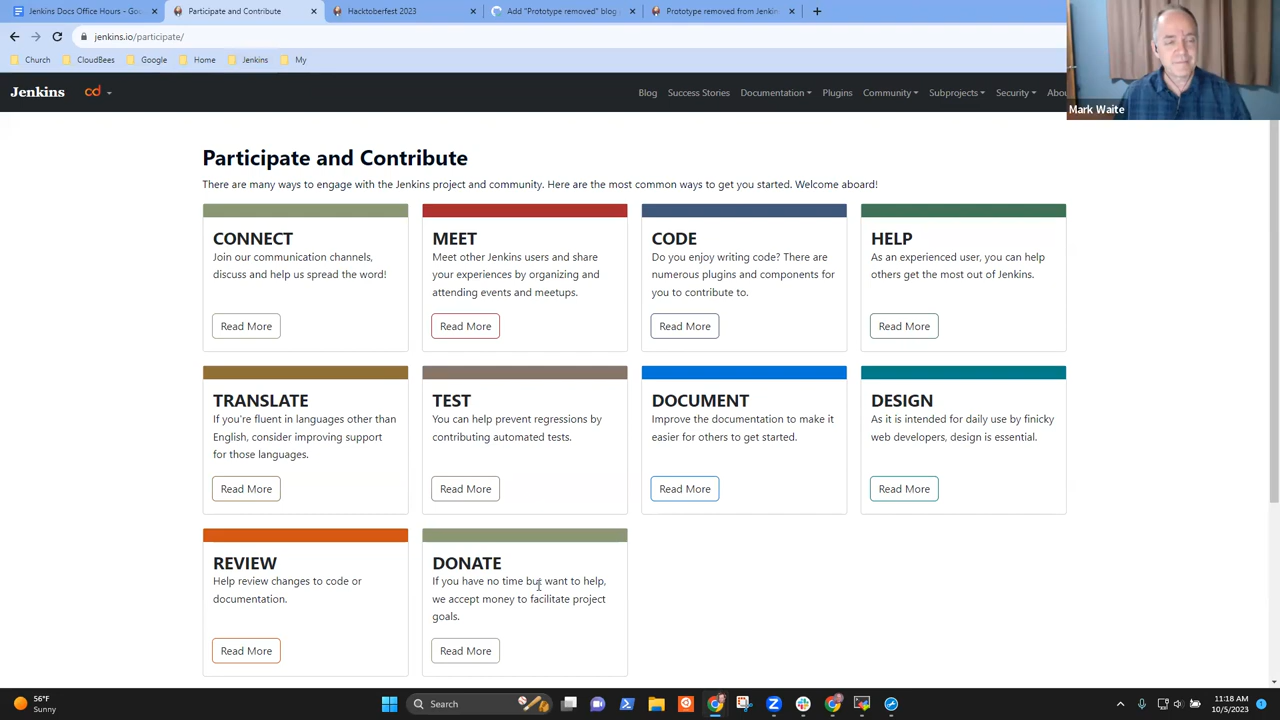 Jenkins Docs Office Hours - Goo
Participate and Contribute
Hacktoberfest 2023
Add "Prototype removed" blog
Prototype removed from Jenkin
jenkins.io/participate/
Church
CloudBees
Google
Home
Jenkins
My
Mark Waite
Jenkins
cd
Blog
Success Stories
Documentation
Plugins
Community
Subprojects
Security
Abou
Participate and Contribute
There are many ways to engage with the Jenkins project and community. Here are the most common ways to get you started. Welcome aboard!
CONNECT
Join our communication channels,
discuss and help us spread the word!
Read More
MEET
Meet other Jenkins users and share
your experiences by organizing and
attending events and meetups.
Read More
CODE
Do you enjoy writing code? There are
numerous plugins and components for
you to contribute to.
Read More
HELP
As an experienced user, you can help
others get the most out of Jenkins.
Read More
TRANSLATE
If you're fluent in languages other than
English, consider improving support
for those languages.
Read More
TEST
You can help prevent regressions by
contributing automated tests.
Read More
DOCUMENT
Improve the documentation to make it
easier for others to get started.
Read More
DESIGN
As it is intended for daily use by finicky
web developers, design is essential.
Read More
REVIEW
Help review changes to code or
documentation.
Read More
DONATE
If you have no time but want to help,
we accept money to facilitate project
goals.
Read More
56°F
Sunny
Search
11:18 AM
10/5/2023